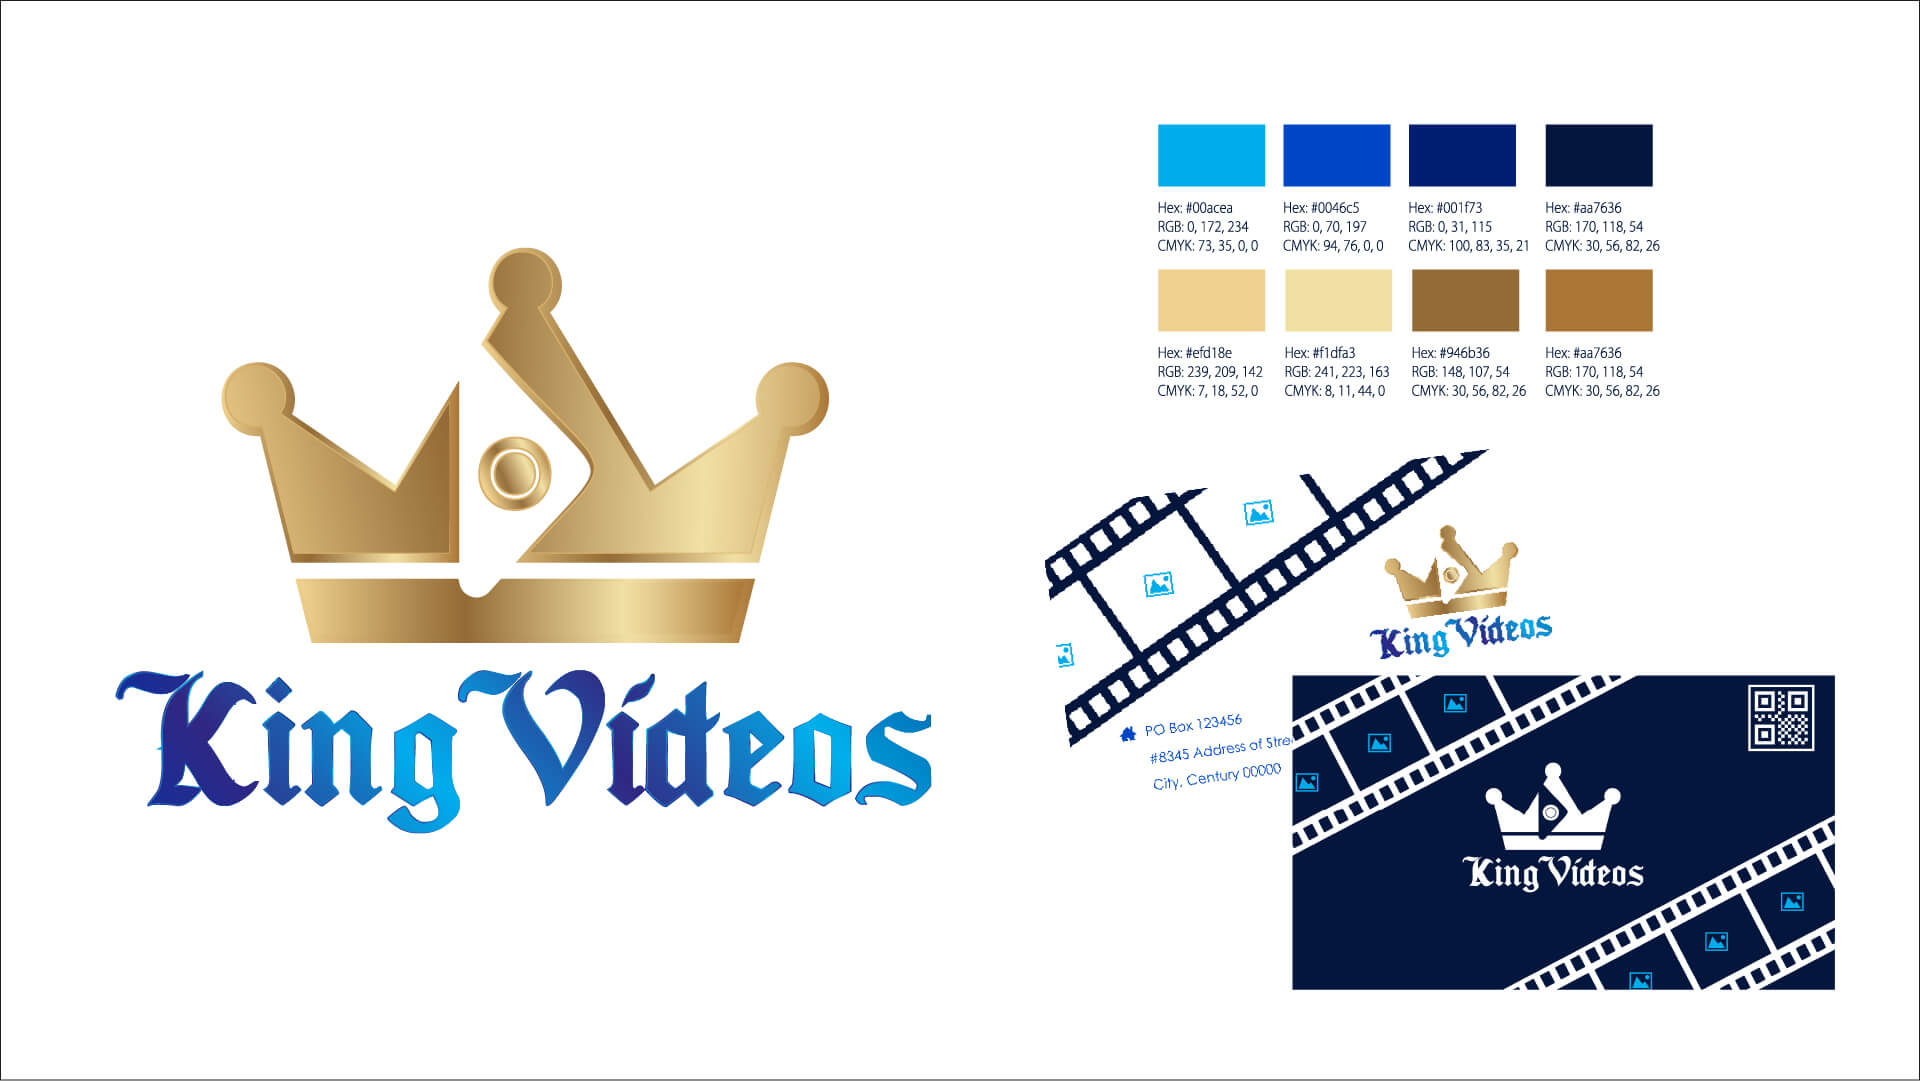 King Videos
Hex: #00acea
RGB: 0, 172, 234
CMYK: 73, 35, 0, 0
Hex: #0046c5
RGB: 0, 70, 197
CMYK: 94, 76, 0, 0
Hex: #001f73
RGB: 0, 31, 115
CMYK: 100, 83, 35, 21
Hex: #aa7636
RGB: 170, 118, 54
CMYK: 30, 56, 82, 26
Hex: #efd18e
RGB: 239, 209, 142
CMYK: 7, 18, 52, 0
Hex: #f1dfa3
RGB: 241, 223, 163
CMYK: 8, 11, 44, 0
Hex: #946b36
RGB: 148, 107, 54
CMYK: 30, 56, 82, 26
Hex: #aa7636
RGB: 170, 118, 54
CMYK: 30, 56, 82, 26
King Videos
PO Box 123456
#8345 Address of Stre
City, Century 00000
King Videos